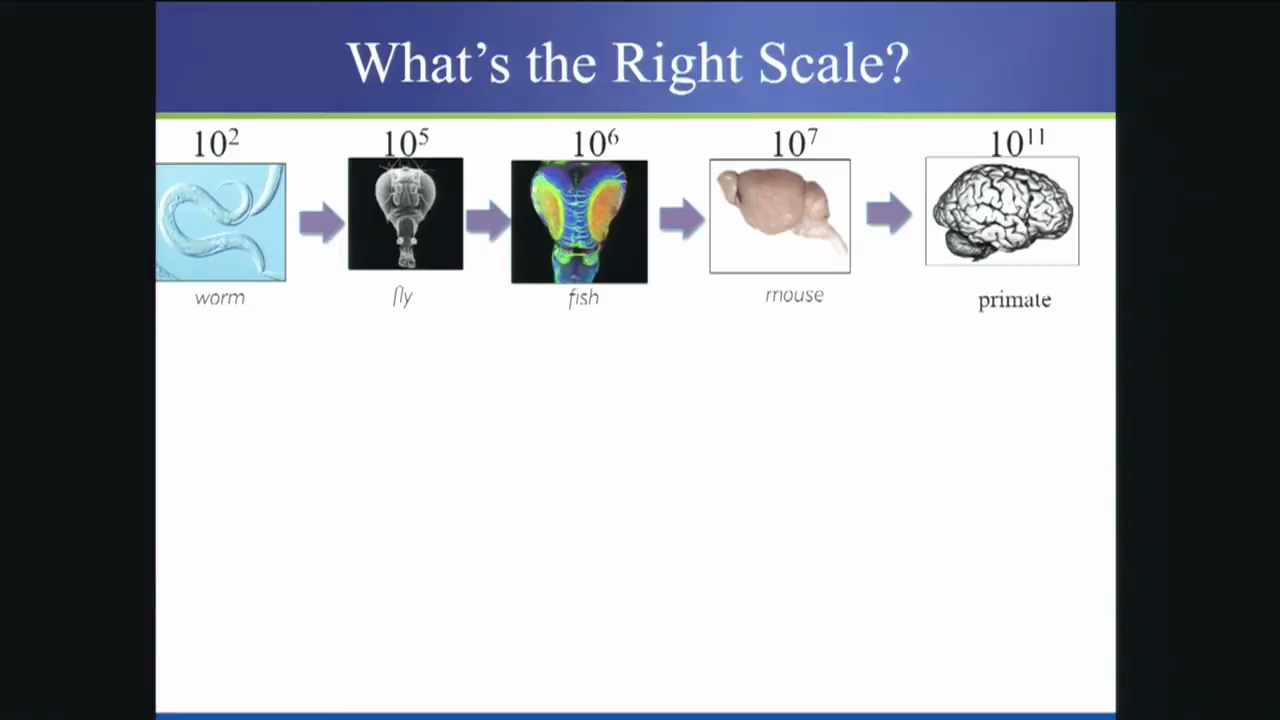 What's the Right Scale?
10² 10⁵ 10⁶ 10⁷ 10¹¹
worm fly fish mouse primate